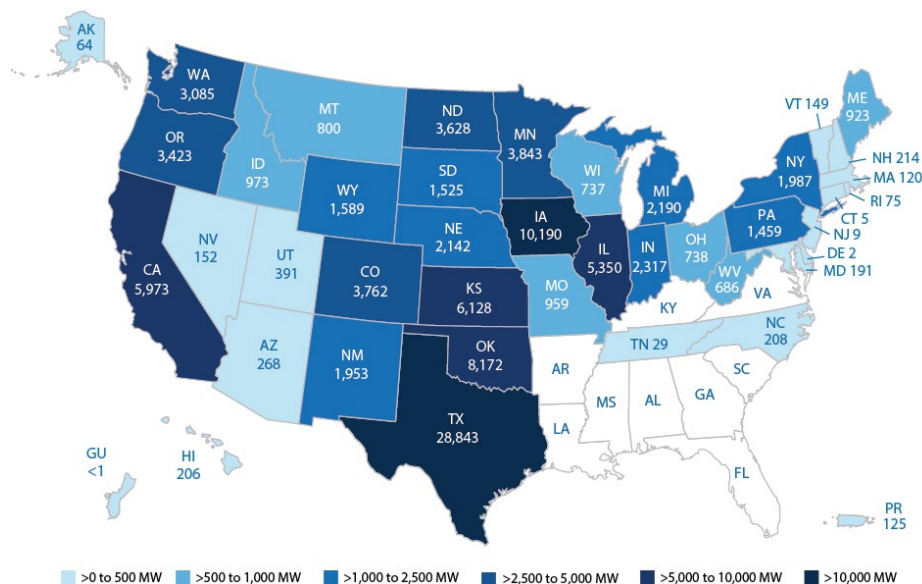 AK
64
WA
3,085
OR
3,423
CA
5,973
NV
152
ID
973
MT
800
WY
1,589
UT
391
AZ
268
CO
3,762
NM
1,953
ND
3,628
SD
1,525
NE
2,142
KS
6,128
OK
8,172
TX
28,843
MN
3,843
IA
10,190
MO
959
WI
737
IL
5,350
MI
2,190
IN
2,317
OH
738
WV
686
KY
VA
TN 29
NC
208
AR
LA
MS
AL
GA
SC
FL
PA
1,459
NY
1,987
VT 149
ME
923
NH 214
MA 120
RI 75
CT 5
NJ 9
DE 2
MD 191
GU
<1
HI
206
PR
125
>0 to 500 MW
>500 to 1,000 MW
>1,000 to 2,500 MW
>2,500 to 5,000 MW
>5,000 to 10,000 MW
>10,000 MW